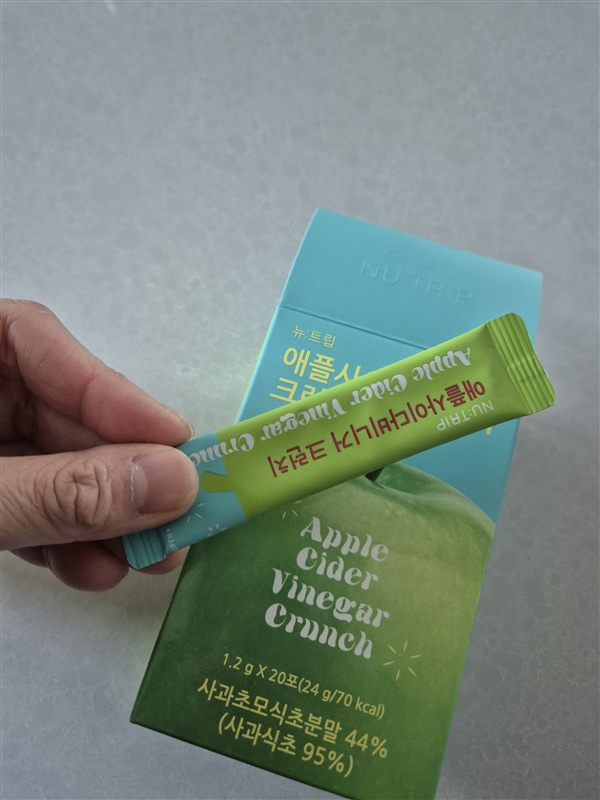 NU·TRIP
뉴:트립
애플사
크런
Apple Cider Vinegar Crunch
애플사이다비니거 크런치
NU:TRIP
Apple
Cider
Vinegar
Crunch
1.2 g X 20포(24 g/70 kcal)
사과초모식초분말 44%
(사과식초 95%)